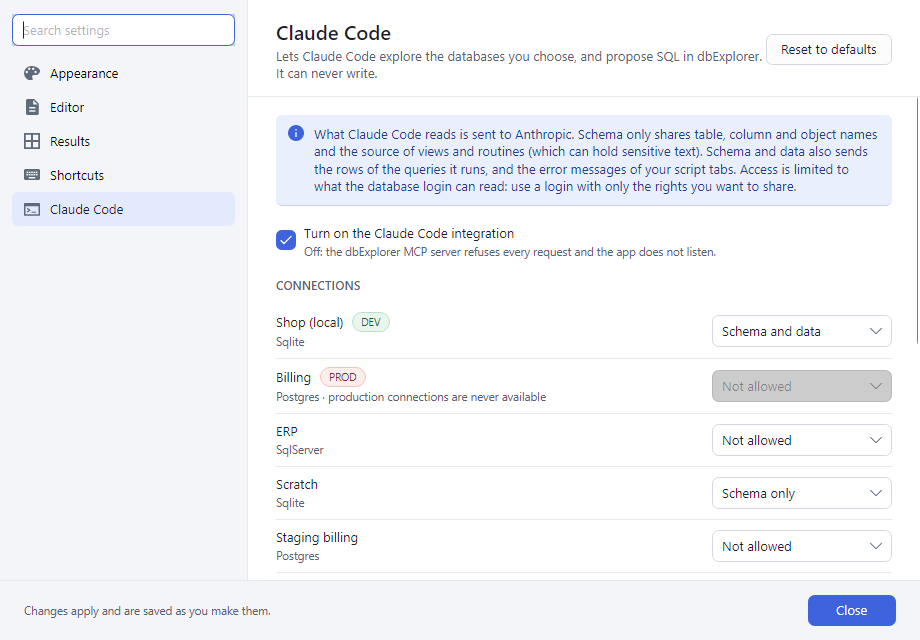 Search settings
Appearance
Editor
Results
Shortcuts
Claude Code
Claude Code
Lets Claude Code explore the databases you choose, and propose SQL in dbExplorer.
It can never write.
Reset to defaults
What Claude Code reads is sent to Anthropic. Schema only shares table, column and object names
and the source of views and routines (which can hold sensitive text). Schema and data also sends
the rows of the queries it runs, and the error messages of your script tabs. Access is limited to
what the database login can read: use a login with only the rights you want to share.
Turn on the Claude Code integration
Off: the dbExplorer MCP server refuses every request and the app does not listen.
CONNECTIONS
Shop (local) DEV
Sqlite
Schema and data
Billing PROD
Postgres · production connections are never available
Not allowed
ERP
SqlServer
Not allowed
Scratch
Sqlite
Schema only
Staging billing
Postgres
Not allowed
Changes apply and are saved as you make them.
Close